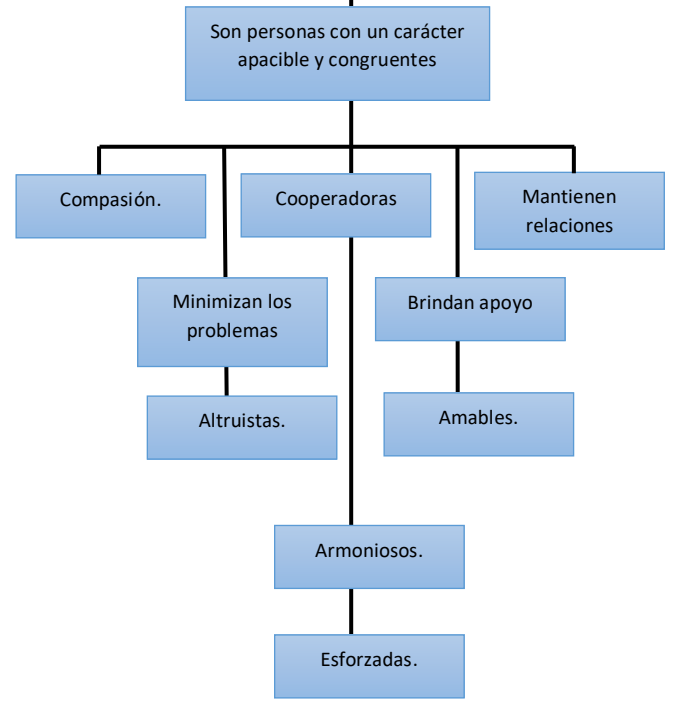 Son personas con un carácter
apacible y congruentes
Compasión.
Cooperadoras
Mantienen
relaciones
Minimizan los
problemas
Brindan apoyo
Altruistas.
Amables.
Armoniosos.
Esforzadas.